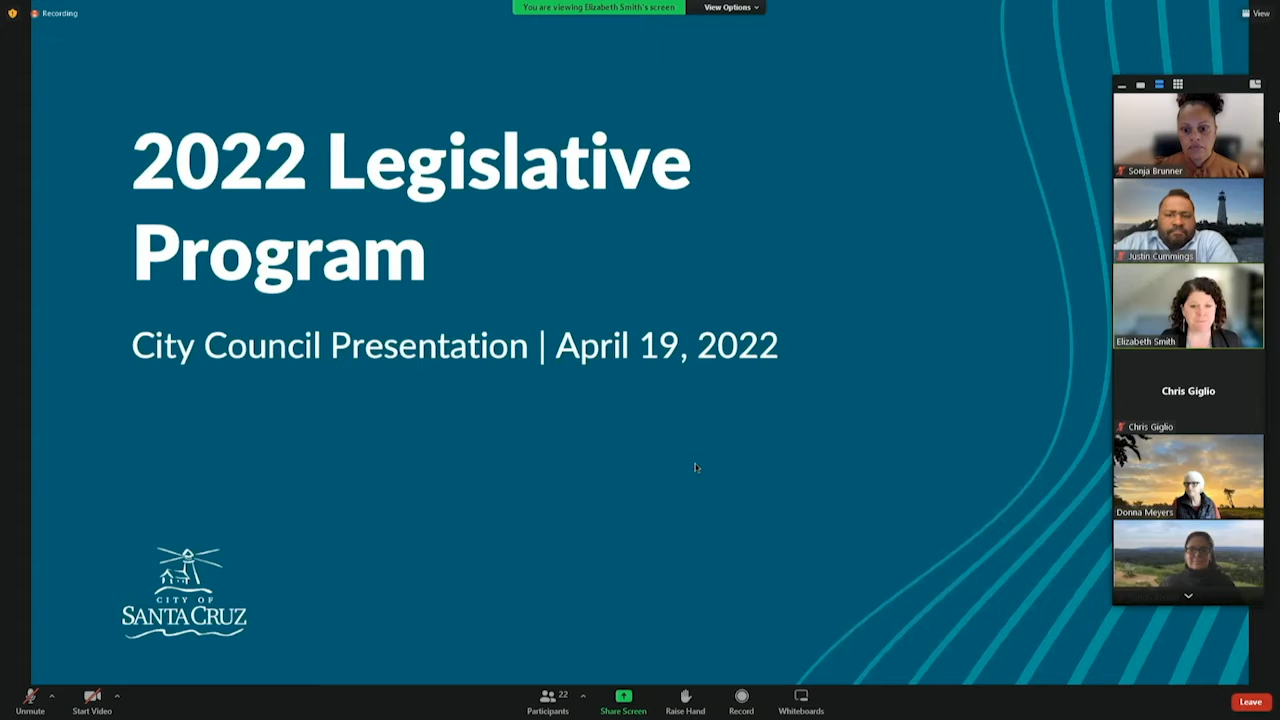 Recording
You are viewing Elizabeth Smith's screen
View Options
View
2022 Legislative
Program
City Council Presentation | April 19, 2022
CITY OF
SANTA CRUZ
Sonja Brunner
Justin Cummings
Elizabeth Smith
Chris Giglio
Chris Giglio
Donna Meyers
Unmute
Start Video
22
Participants
Share Screen
Raise Hand
Record
Whiteboards
Leave